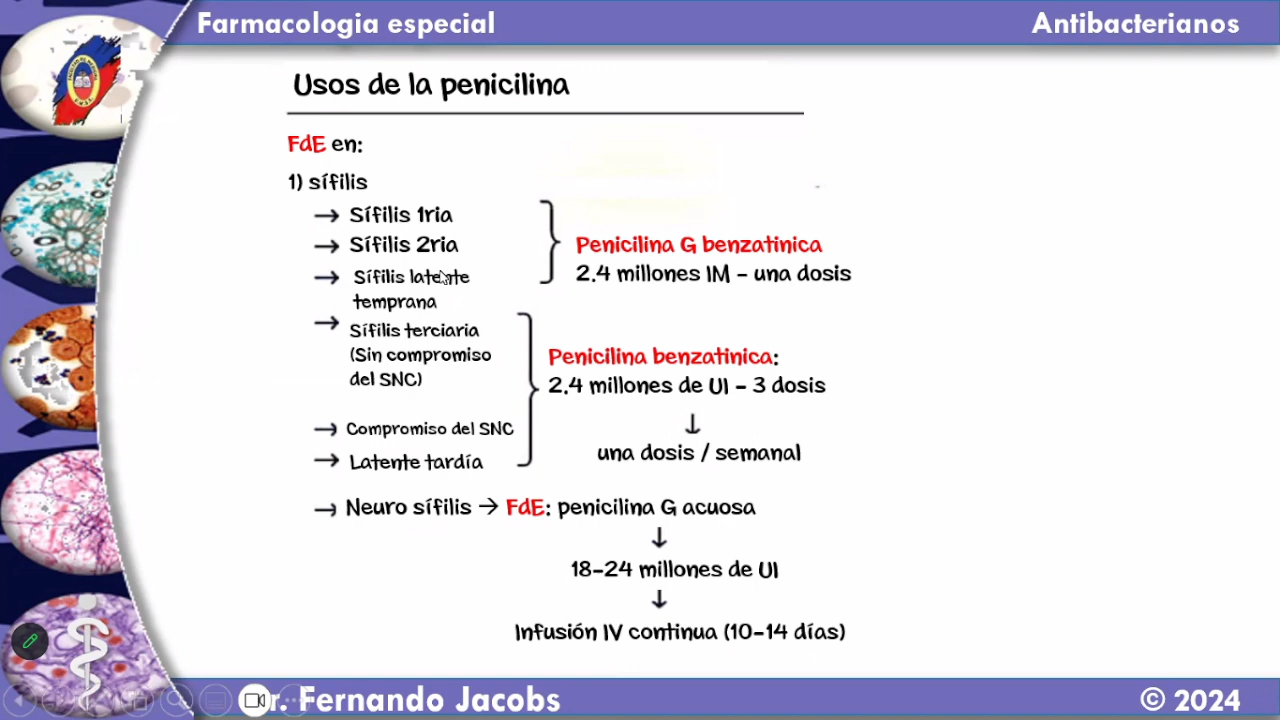 Farmacologia especial
Antibacterianos
Usos de la penicilina
FdE en:
1) sífilis
→ Sífilis 1ria
→ Sífilis 2ria
→ Sífilis latente
temprana
Penicilina G benzatinica
2.4 millones IM – una dosis
→ Sífilis terciaria
(Sin compromiso
del SNC)
→ Compromiso del SNC
→ Latente tardía
Penicilina benzatinica:
2.4 millones de UI – 3 dosis
↓
una dosis / semanal
→ Neuro sífilis → FdE: penicilina G acuosa
↓
18–24 millones de UI
↓
Infusión IV continua (10–14 días)
r. Fernando Jacobs
© 2024